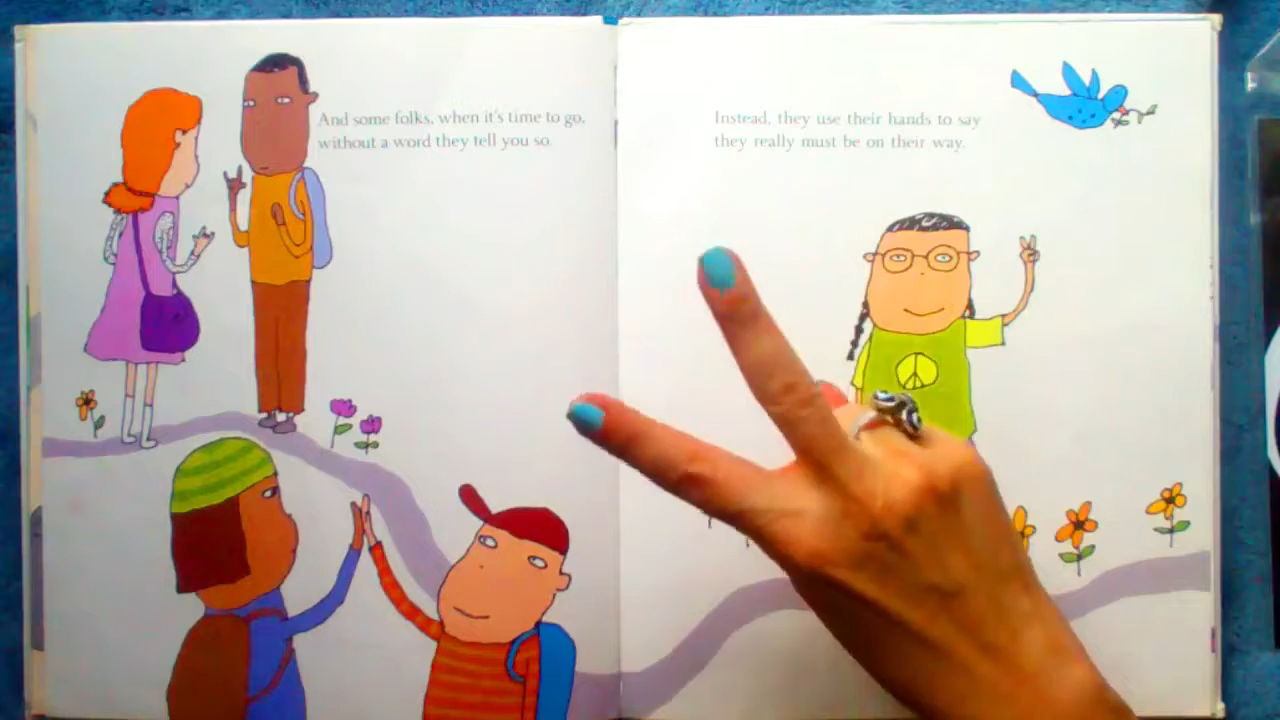 And some folks, when it's time to go,
without a word they tell you so.
Instead, they use their hands to say
they really must be on their way.